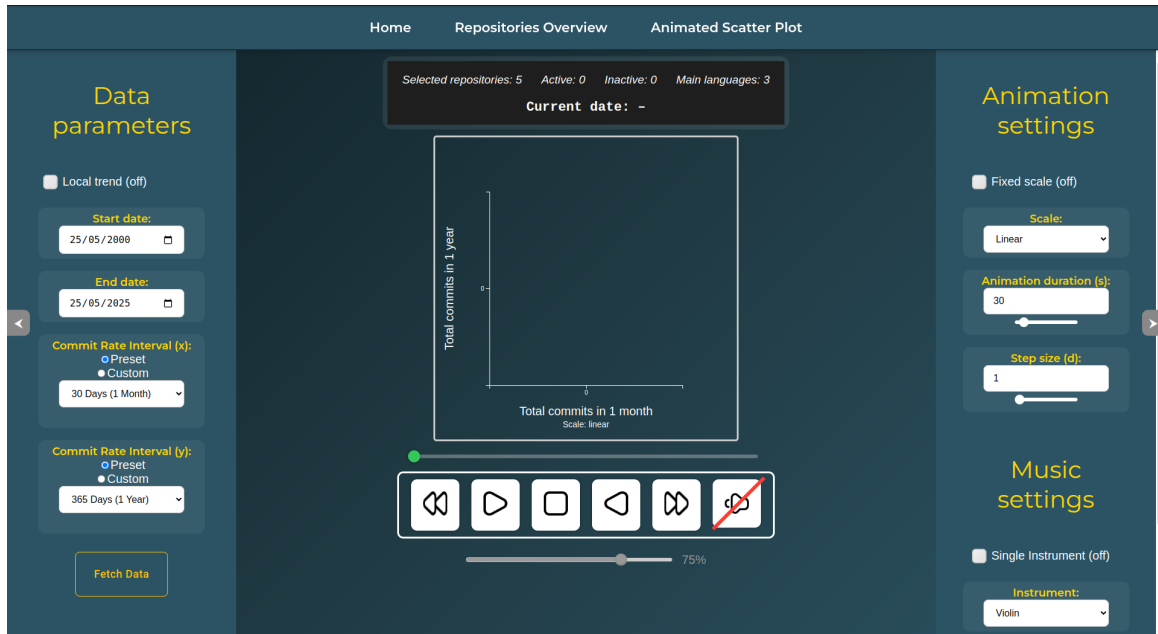 Home Repositories Overview Animated Scatter Plot
Data
parameters
Local trend (off)
Start date:
25/05/2000
End date:
25/05/2025
Commit Rate Interval (x):
Preset
Custom
30 Days (1 Month)
Commit Rate Interval (y):
Preset
Custom
365 Days (1 Year)
Fetch Data
Selected repositories: 5 Active: 0 Inactive: 0 Main languages: 3
Current date: –
Total commits in 1 year
0
0
Total commits in 1 month
Scale: linear
75%
Animation
settings
Fixed scale (off)
Scale:
Linear
Animation duration (s):
30
Step size (d):
1
Music
settings
Single Instrument (off)
Instrument:
Violin